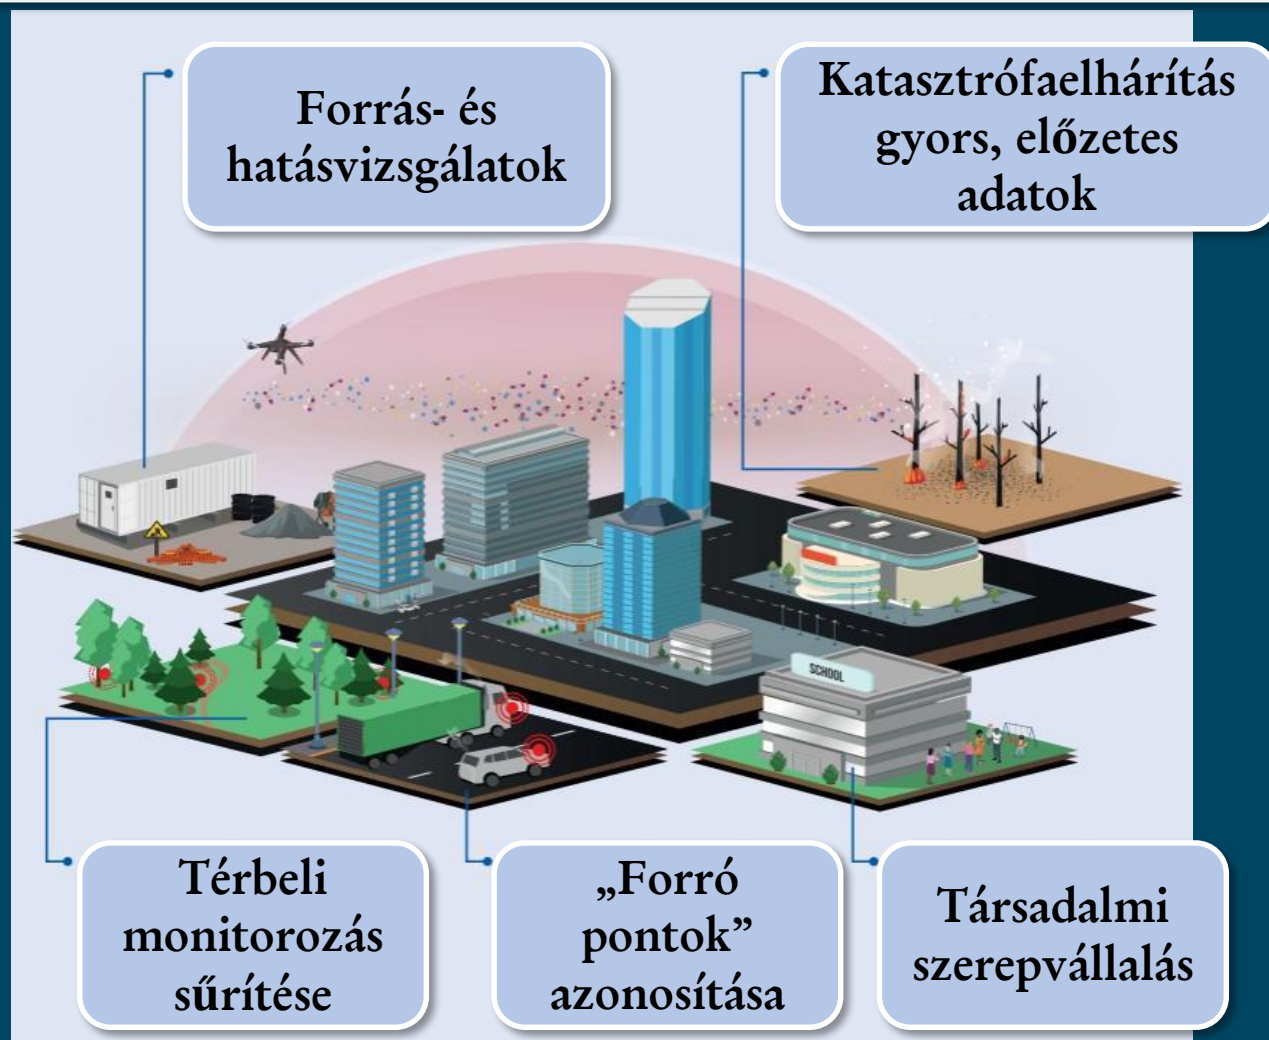 Forrás- és
hatásvizsgálatok
Katasztrófaelhárítás
gyors, előzetes
adatok
SCHOOL
Térbeli
monitorozás
sűrítése
„Forró
pontok”
azonosítása
Társadalmi
szerepvállalás